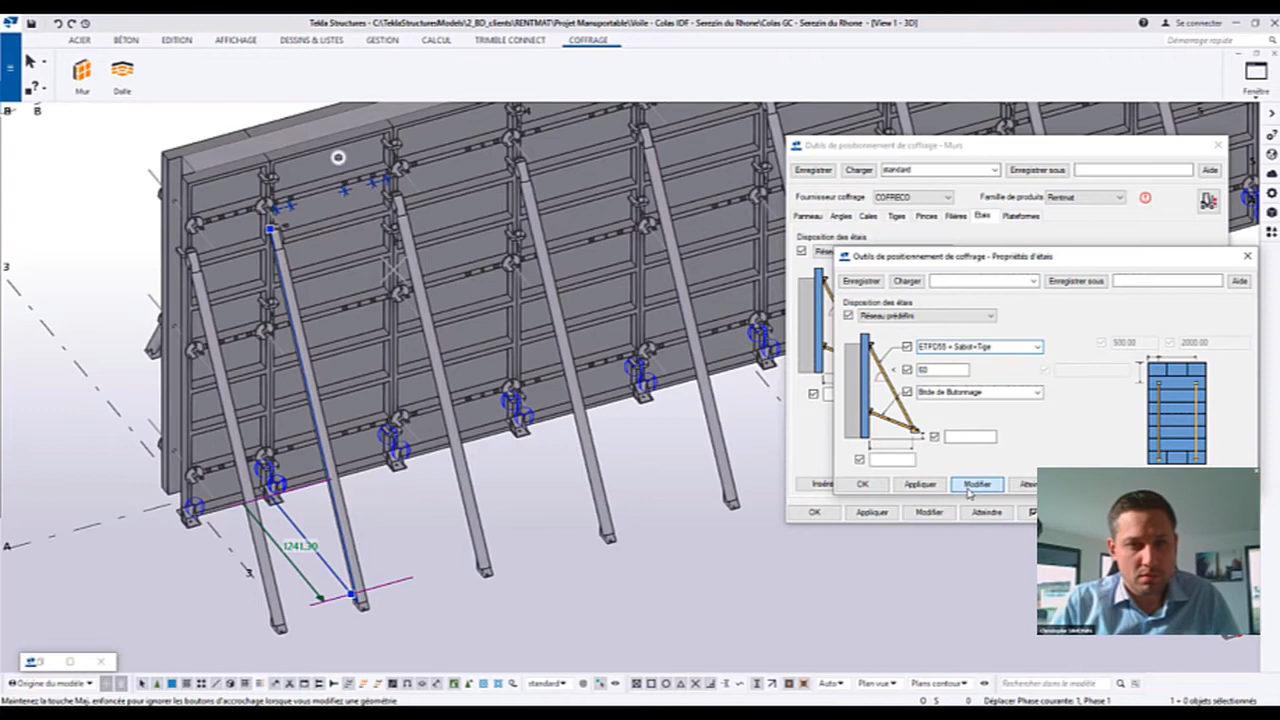 Tekla Structures - C:\TeklaStructuresModels\2_BD_clients\RENTMAT\Projet Manuportable\Voile - Colas IDF - Serezin du Rhone\Colas GC - Serezin du Rhone - [View 1 - 3D]
Se connecter
ACIER BÉTON EDITION AFFICHAGE DESSINS & LISTES GESTION CALCUL TRIMBLE CONNECT COFFRAGE
Démarrage rapide
Mur Dalle
Fenêtre
B
3
4
3
1241.30
Outils de positionnement de coffrage - Murs
Enregistrer Charger standard Enregistrer sous Aide
Fournisseur coffrage COFRECO Famille de produits Rentmat
Panneau Angles Cales Tiges Pinces Filières Etais Plateformes
Disposition des étais
Outils de positionnement de coffrage - Propriétés d'étais
Enregistrer Charger Enregistrer sous Aide
Disposition des étais
Réseau prédéfini
ETPD55 + Sabot+Tige
500.00 2000.00
< 60
Bride de Butonnage
OK Appliquer Modifier
OK Appliquer Modifier Atteindre
Christophe SIMONIN
Origine du modèle
standard
Auto
Plan vue
Plans contour
Rechercher dans le modèle
Maintenez la touche Maj. enfoncée pour ignorer les boutons d'accrochage lorsque vous modifiez une géométrie
O S 0 Déplacer Phase courante: 1, Phase 1 1 + 0 objets sélectionnés